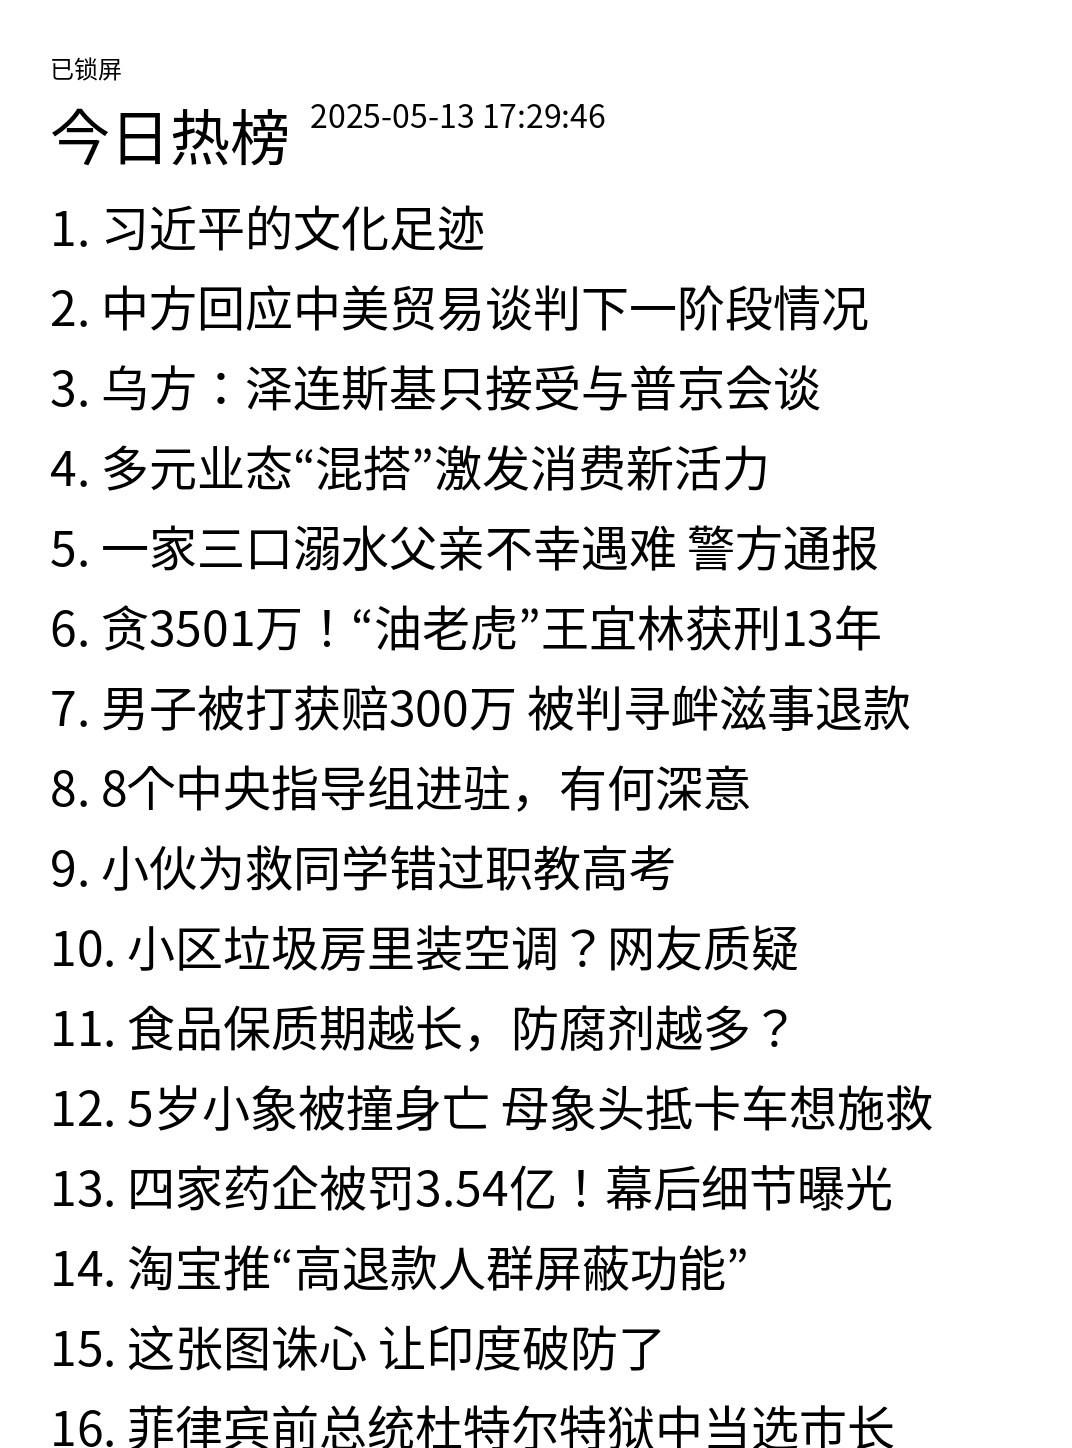 已锁屏
今日热榜 2025-05-13 17:29:46
1. 习近平的文化足迹
2. 中方回应中美贸易谈判下一阶段情况
3. 乌方：泽连斯基只接受与普京会谈
4. 多元业态“混搭”激发消费新活力
5. 一家三口溺水父亲不幸遇难 警方通报
6. 贪3501万！“油老虎”王宜林获刑13年
7. 男子被打获赔300万 被判寻衅滋事退款
8. 8个中央指导组进驻，有何深意
9. 小伙为救同学错过职教高考
10. 小区垃圾房里装空调？网友质疑
11. 食品保质期越长，防腐剂越多？
12. 5岁小象被撞身亡 母象头抵卡车想施救
13. 四家药企被罚3.54亿！幕后细节曝光
14. 淘宝推“高退款人群屏蔽功能”
15. 这张图诛心 让印度破防了
16. 菲律宾前总统杜特尔特狱中当选市长